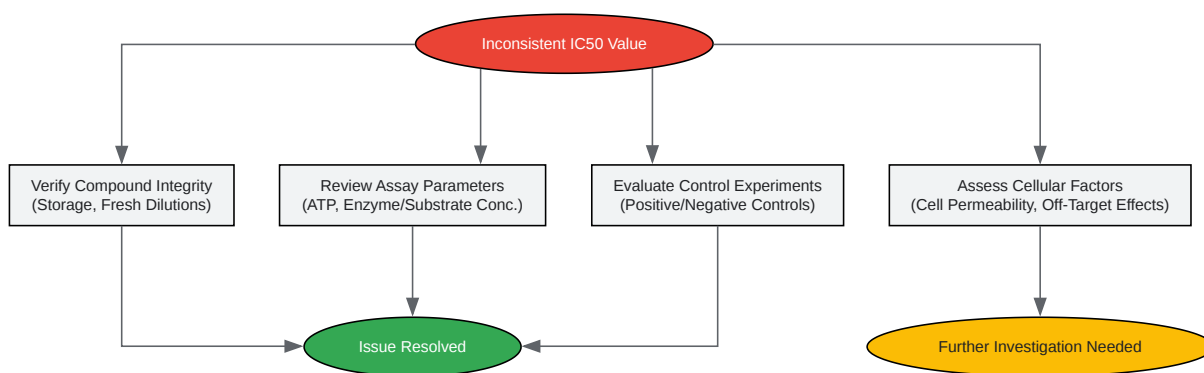 Inconsistent IC50 Value
Verify Compound Integrity
(Storage, Fresh Dilutions)
Review Assay Parameters
(ATP, Enzyme/Substrate Conc.)
Evaluate Control Experiments
(Positive/Negative Controls)
Assess Cellular Factors
(Cell Permeability, Off-Target Effects)
Issue Resolved
Further Investigation Needed